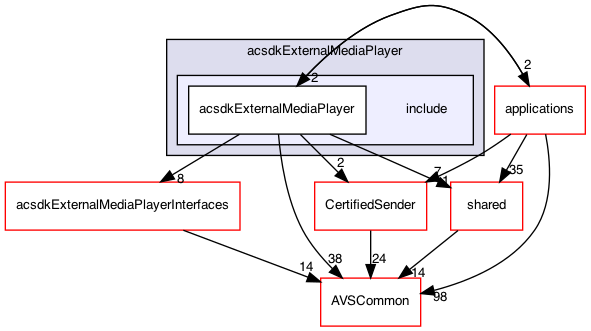 acsdkExternalMediaPlayer
2
2
acsdkExternalMediaPlayer
include
applications
8
2
7
1
35
acsdkExternalMediaPlayerInterfaces
CertifiedSender
shared
14
38
24
14
98
AVSCommon